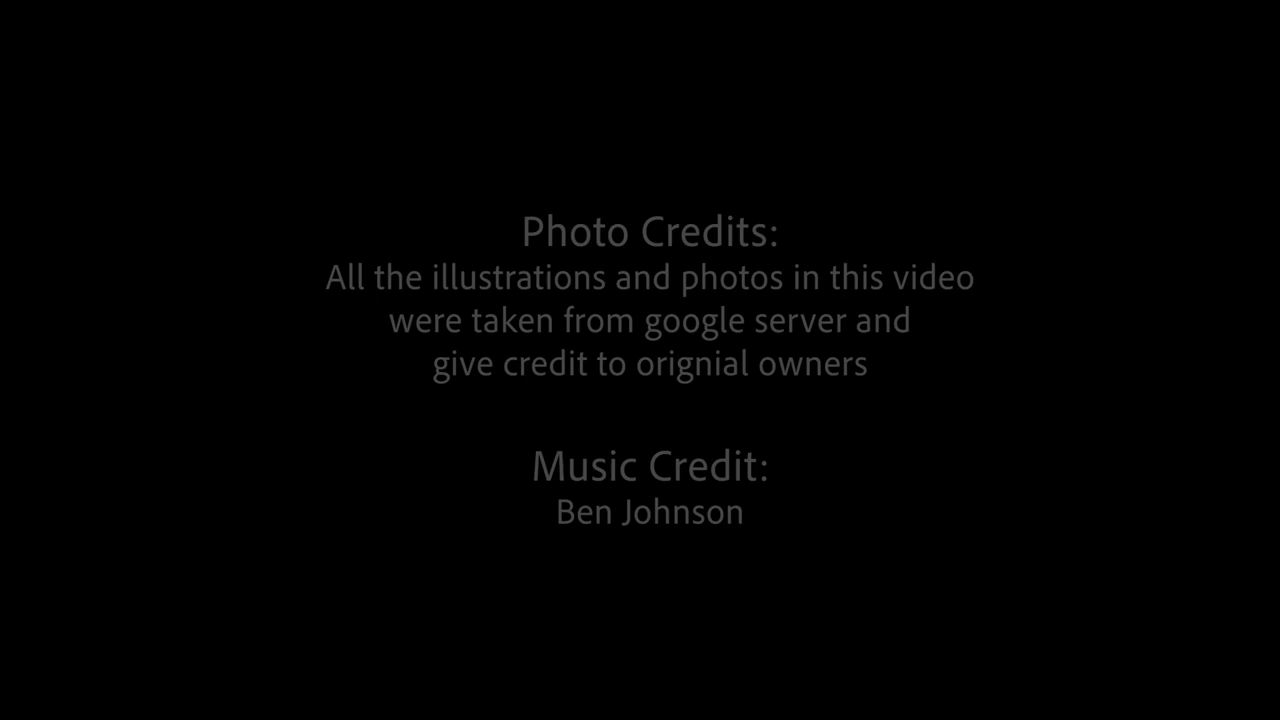 Photo Credits:
All the illustrations and photos in this video
were taken from google server and
give credit to orignial owners
Music Credit:
Ben Johnson